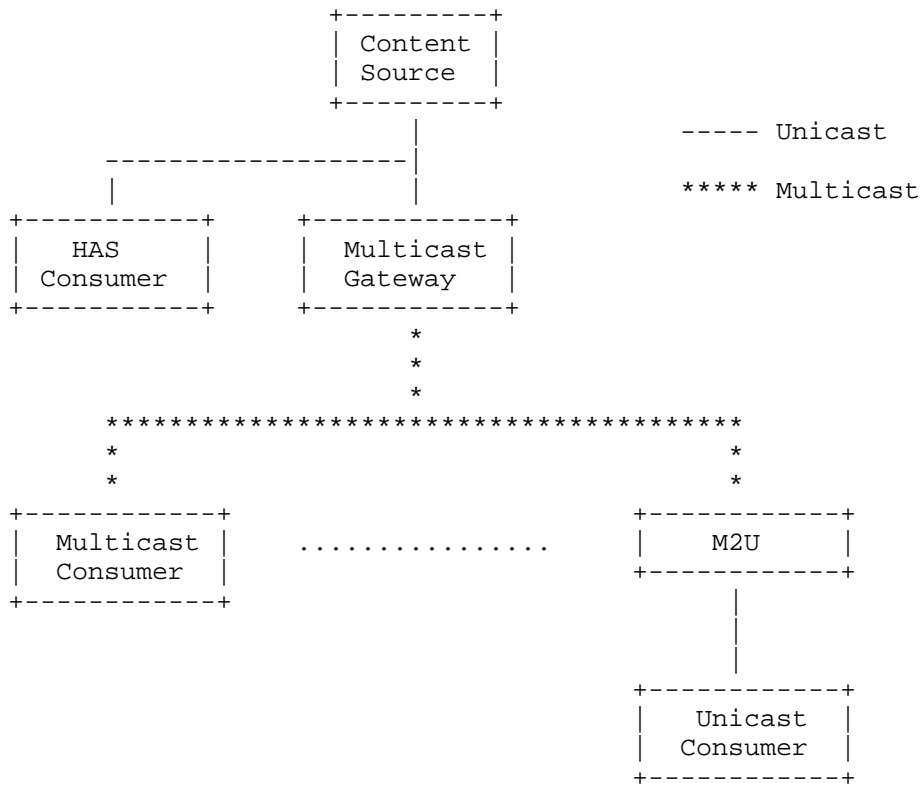 Content
Source
----- Unicast
***** Multicast
HAS
Consumer
Multicast
Gateway
Multicast
Consumer
................
M2U
Unicast
Consumer